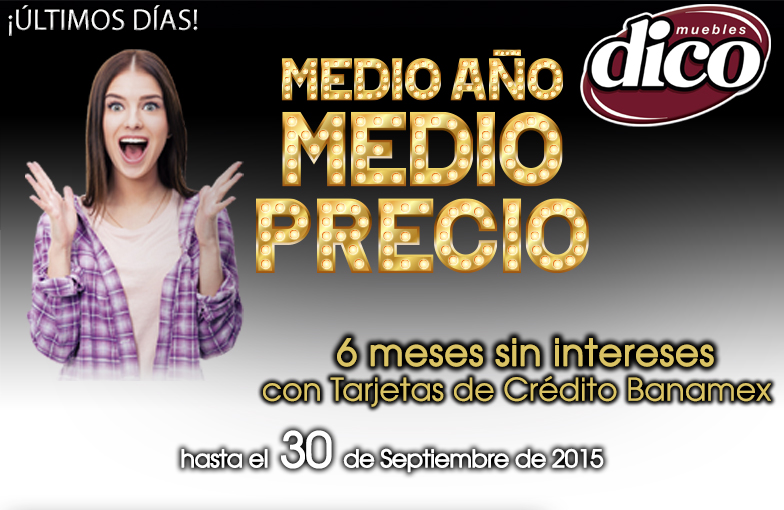 ¡ÚLTIMOS DÍAS!
muebles
dico
MEDIO AÑO
MEDIO
PRECIO
6 meses sin intereses
con Tarjetas de Crédito Banamex
hasta el 30 de Septiembre de 2015